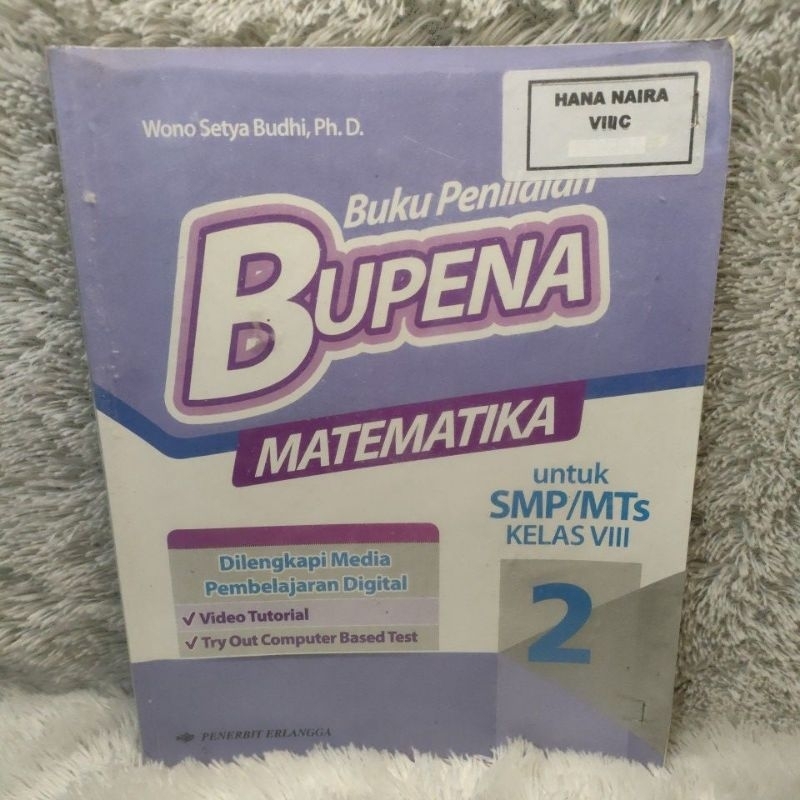 Wono Setya Budhi, Ph. D.
HANA NAIRA
VIIIC
Buku Penilaian
BUPENA
MATEMATIKA
untuk
SMP/MTs
KELAS VIII
2
Dilengkapi Media
Pembelajaran Digital
√ Video Tutorial
√ Try Out Computer Based Test
PENERBIT ERLANGGA